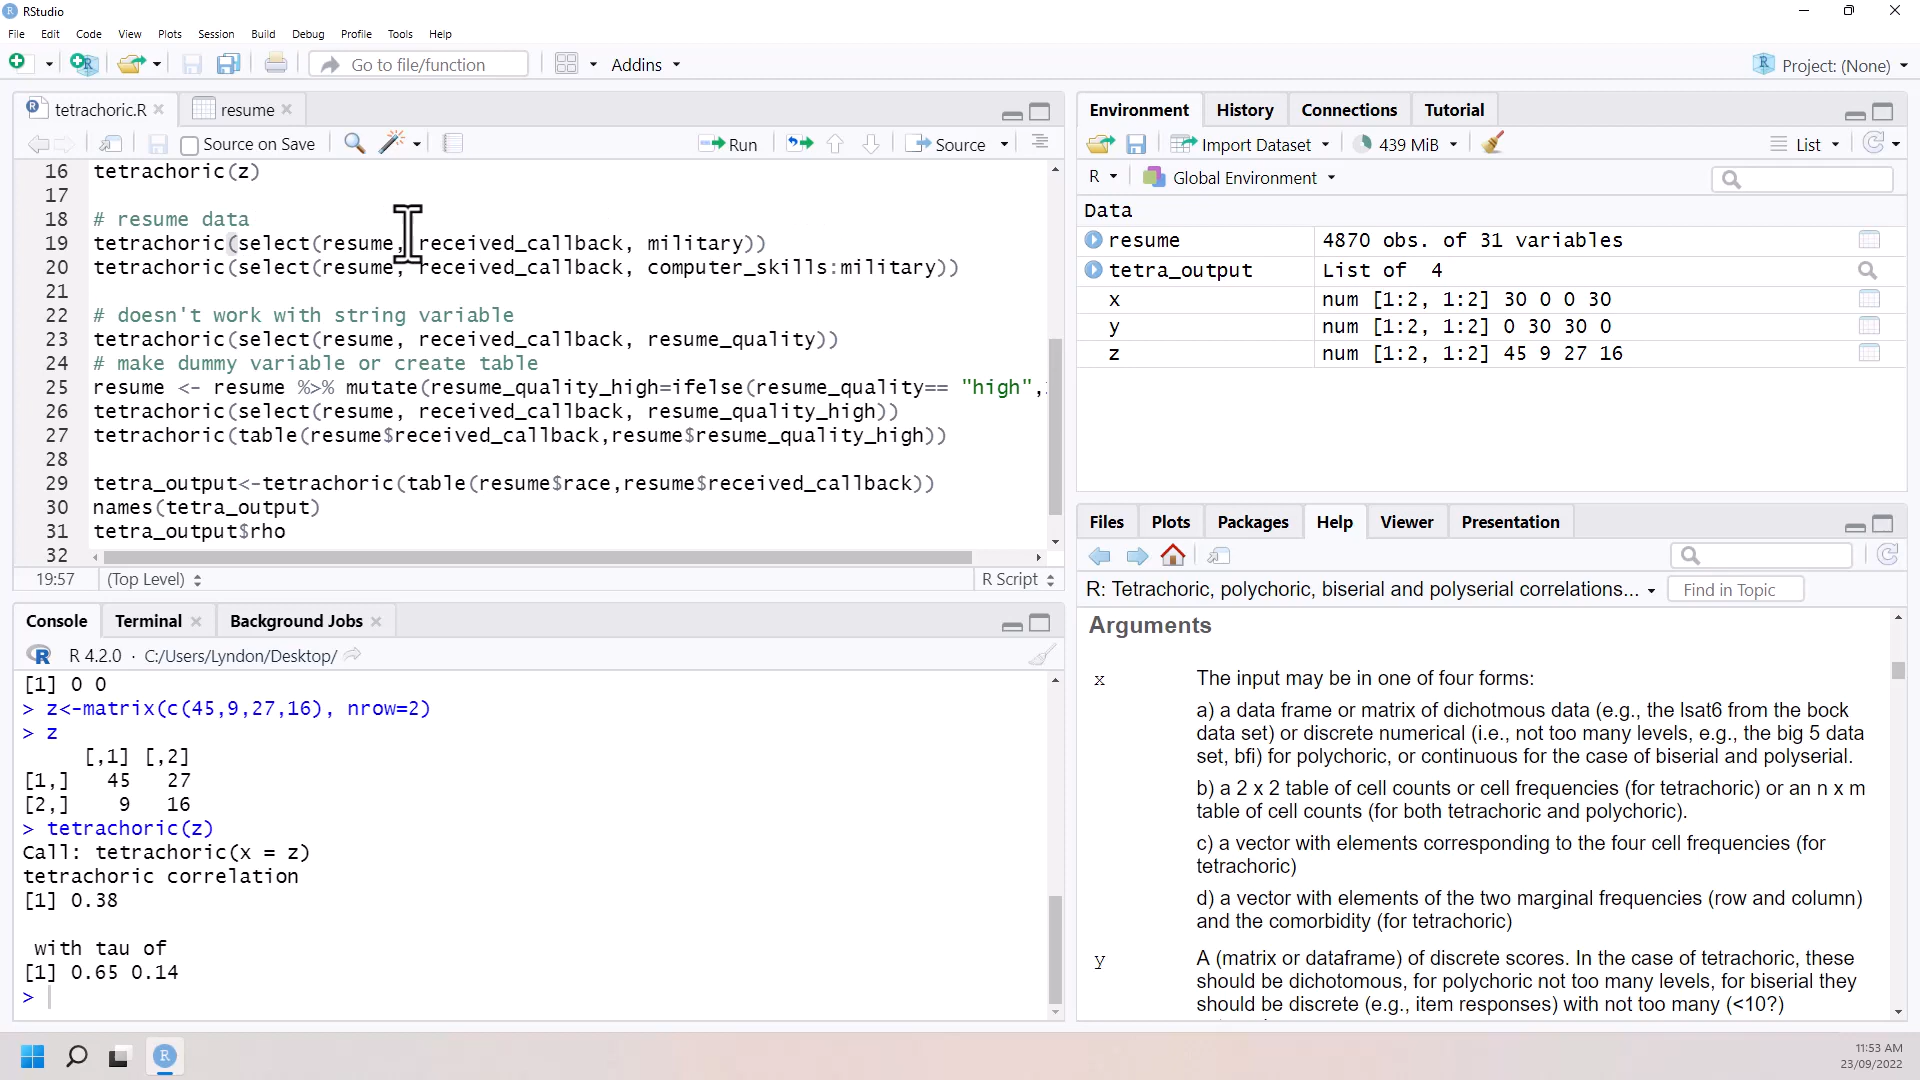 RStudio
File Edit Code View Plots Session Build Debug Profile Tools Help
Go to file/function Addins Project: (None)
tetrachoric.R resume
Source on Save Run Source
16 tetrachoric(z)
17
18 # resume data
19 tetrachoric(select(resume, received_callback, military))
20 tetrachoric(select(resume, received_callback, computer_skills:military))
21
22 # doesn't work with string variable
23 tetrachoric(select(resume, received_callback, resume_quality))
24 # make dummy variable or create table
25 resume <- resume %>% mutate(resume_quality_high=ifelse(resume_quality== "high",
26 tetrachoric(select(resume, received_callback, resume_quality_high))
27 tetrachoric(table(resume$received_callback,resume$resume_quality_high))
28
29 tetra_output<-tetrachoric(table(resume$race,resume$received_callback))
30 names(tetra_output)
31 tetra_output$rho
32
19:57 (Top Level) R Script
Console Terminal Background Jobs
R 4.2.0 · C:/Users/Lyndon/Desktop/
[1] 0 0
> z<-matrix(c(45,9,27,16), nrow=2)
> z
[,1] [,2]
[1,] 45 27
[2,] 9 16
> tetrachoric(z)
Call: tetrachoric(x = z)
tetrachoric correlation
[1] 0.38
with tau of
[1] 0.65 0.14
>
Environment History Connections Tutorial
Import Dataset 439 MiB List
R Global Environment
Data
resume 4870 obs. of 31 variables
tetra_output List of 4
x num [1:2, 1:2] 30 0 0 30
y num [1:2, 1:2] 0 30 30 0
z num [1:2, 1:2] 45 9 27 16
Files Plots Packages Help Viewer Presentation
R: Tetrachoric, polychoric, biserial and polyserial correlations... Find in Topic
Arguments
x The input may be in one of four forms:
a) a data frame or matrix of dichotmous data (e.g., the lsat6 from the bock
data set) or discrete numerical (i.e., not too many levels, e.g., the big 5 data
set, bfi) for polychoric, or continuous for the case of biserial and polyserial.
b) a 2 x 2 table of cell counts or cell frequencies (for tetrachoric) or an n x m
table of cell counts (for both tetrachoric and polychoric).
c) a vector with elements corresponding to the four cell frequencies (for
tetrachoric)
d) a vector with elements of the two marginal frequencies (row and column)
and the comorbidity (for tetrachoric)
y A (matrix or dataframe) of discrete scores. In the case of tetrachoric, these
should be dichotomous, for polychoric not too many levels, for biserial they
should be discrete (e.g., item responses) with not too many (<10?)
11:53 AM
23/09/2022